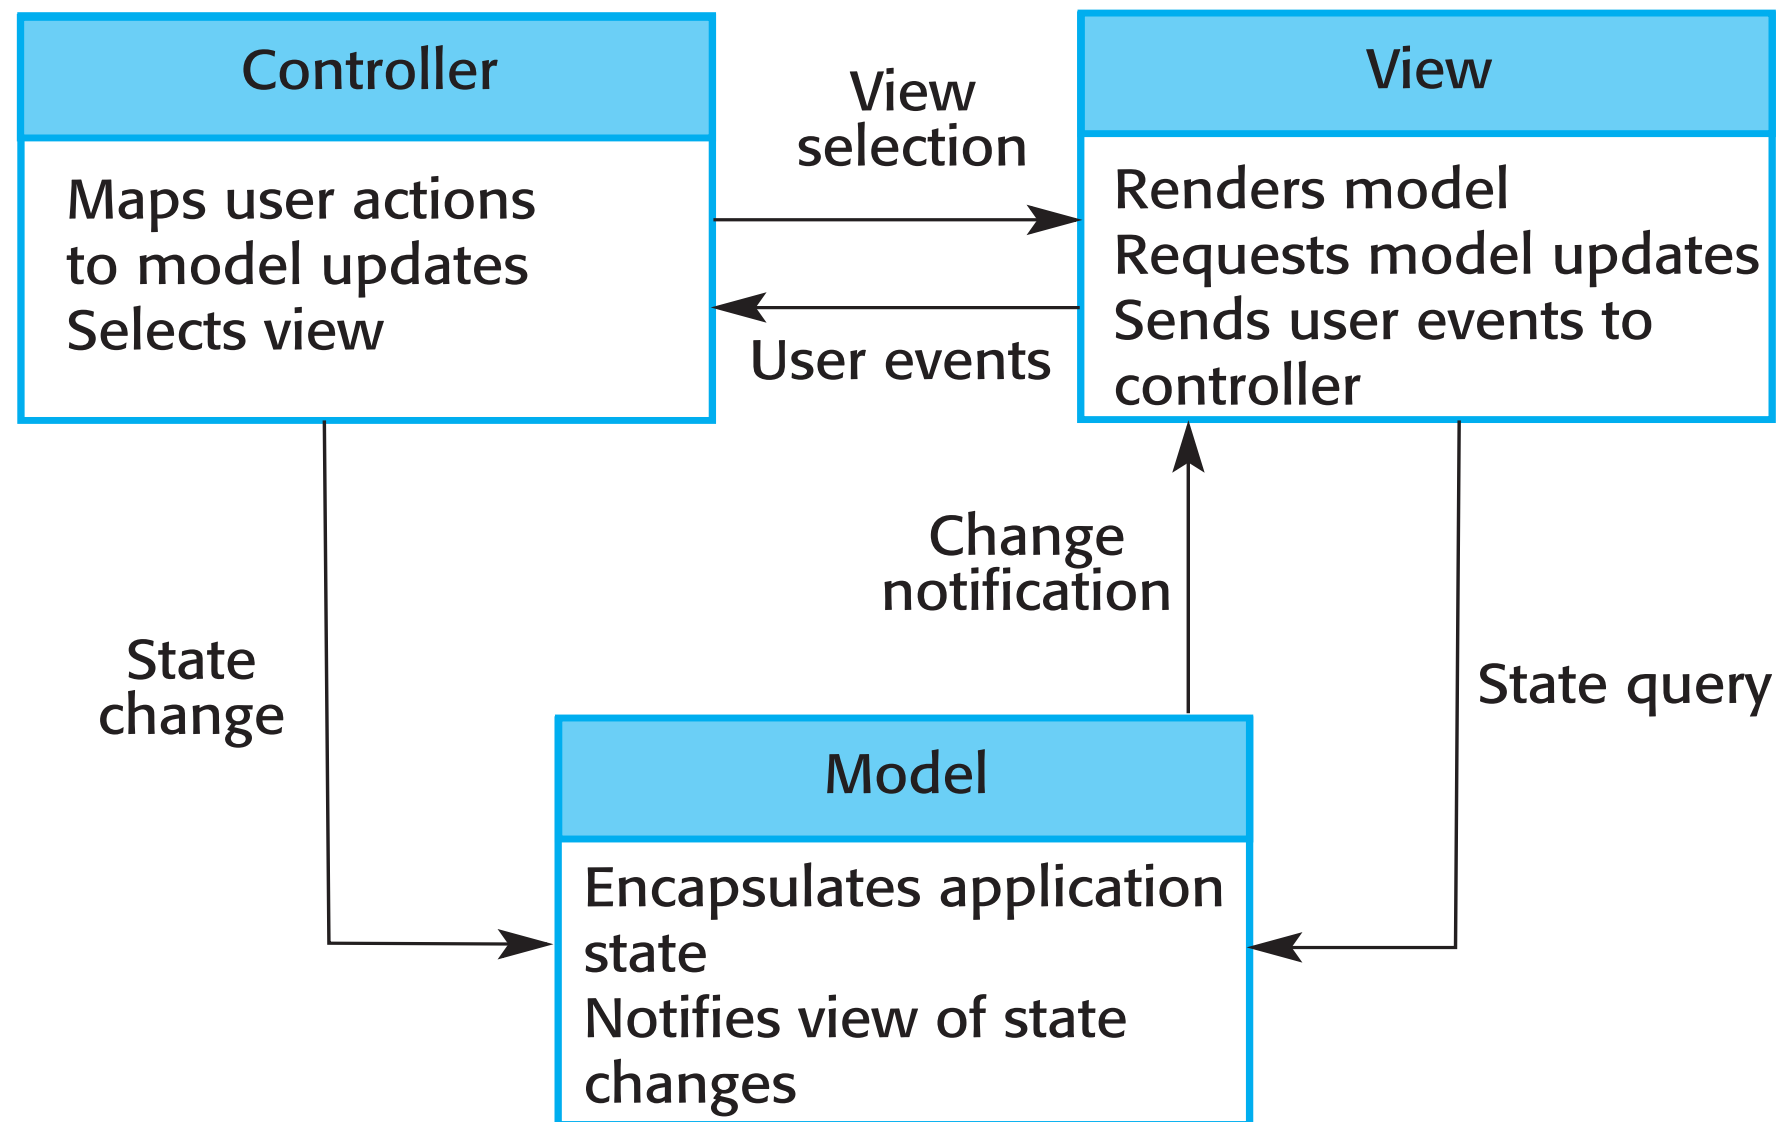 Controller
Maps user actions
to model updates
Selects view
View
selection
User events
View
Renders model
Requests model updates
Sends user events to
controller
State
change
Change
notification
State query
Model
Encapsulates application
state
Notifies view of state
changes